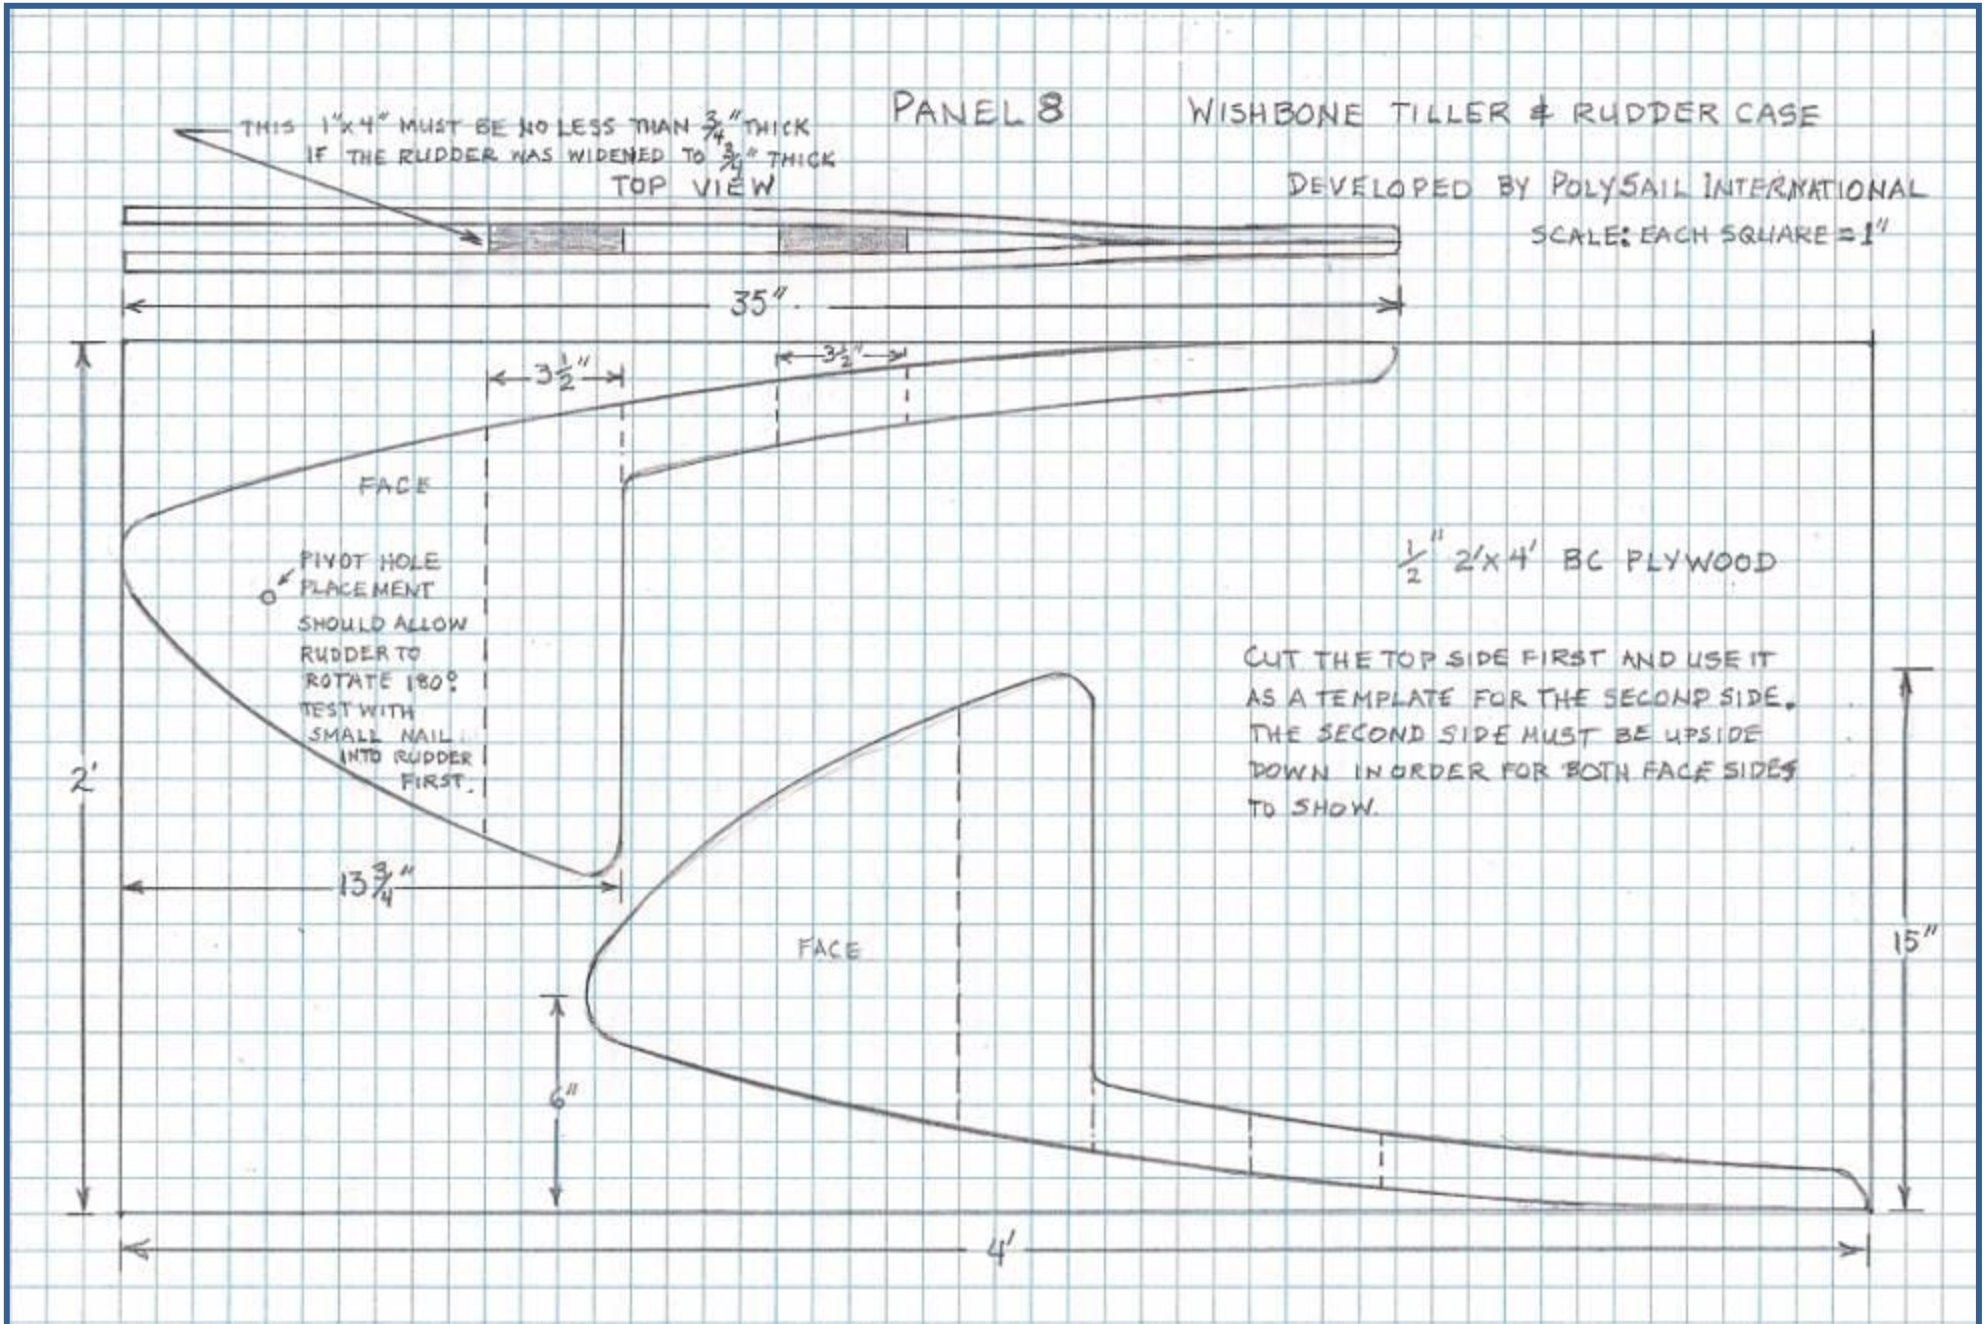 PANEL 8
WISHBONE TILLER & RUDDER CASE
THIS 1"x4" MUST BE NO LESS THAN 3/4" THICK
IF THE RUDDER WAS WIDENED TO 3/4" THICK
TOP VIEW
DEVELOPED BY POLYSAIL INTERNATIONAL
SCALE: EACH SQUARE = 1"
35"
3 1/2"
3 1/2"
FACE
PIVOT HOLE
PLACEMENT
SHOULD ALLOW
RUDDER TO
ROTATE 180°
TEST WITH
SMALL NAIL
INTO RUDDER
FIRST.
1/2" 2'x4' BC PLYWOOD
CUT THE TOP SIDE FIRST AND USE IT
AS A TEMPLATE FOR THE SECOND SIDE.
THE SECOND SIDE MUST BE UPSIDE
DOWN IN ORDER FOR BOTH FACE SIDES
TO SHOW.
2'
13 3/4"
FACE
15"
6"
4'